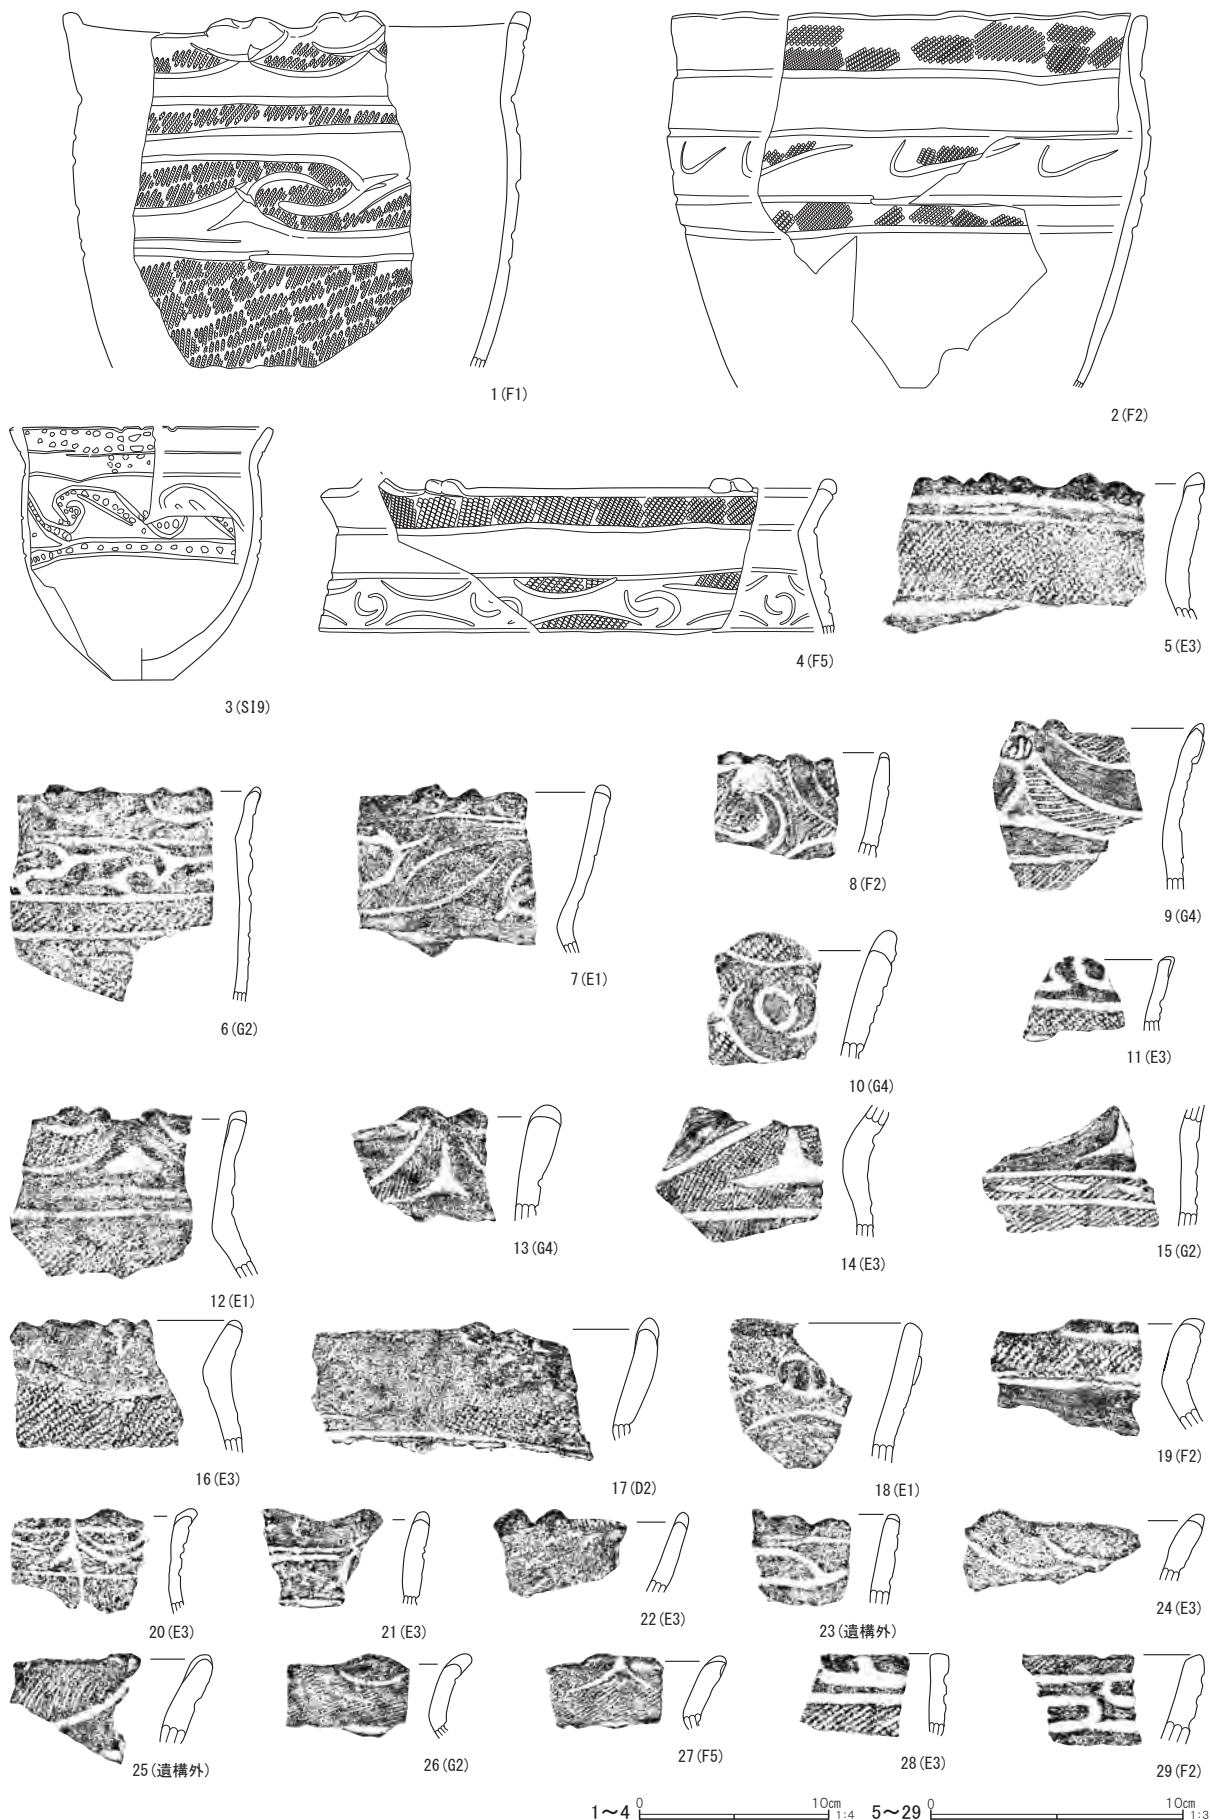 1(F1)
2(F2)
3(SI9)
4(F5)
5(E3)
6(G2)
7(E1)
8(F2)
9(G4)
10(G4)
11(E3)
12(E1)
13(G4)
14(E3)
15(G2)
16(E3)
17(D2)
18(E1)
19(F2)
20(E3)
21(E3)
22(E3)
23(遺構外)
24(E3)
25(遺構外)
26(G2)
27(F5)
28(E3)
29(F2)
1～4 0 10cm 1:4 5～29 0 10cm 1:3